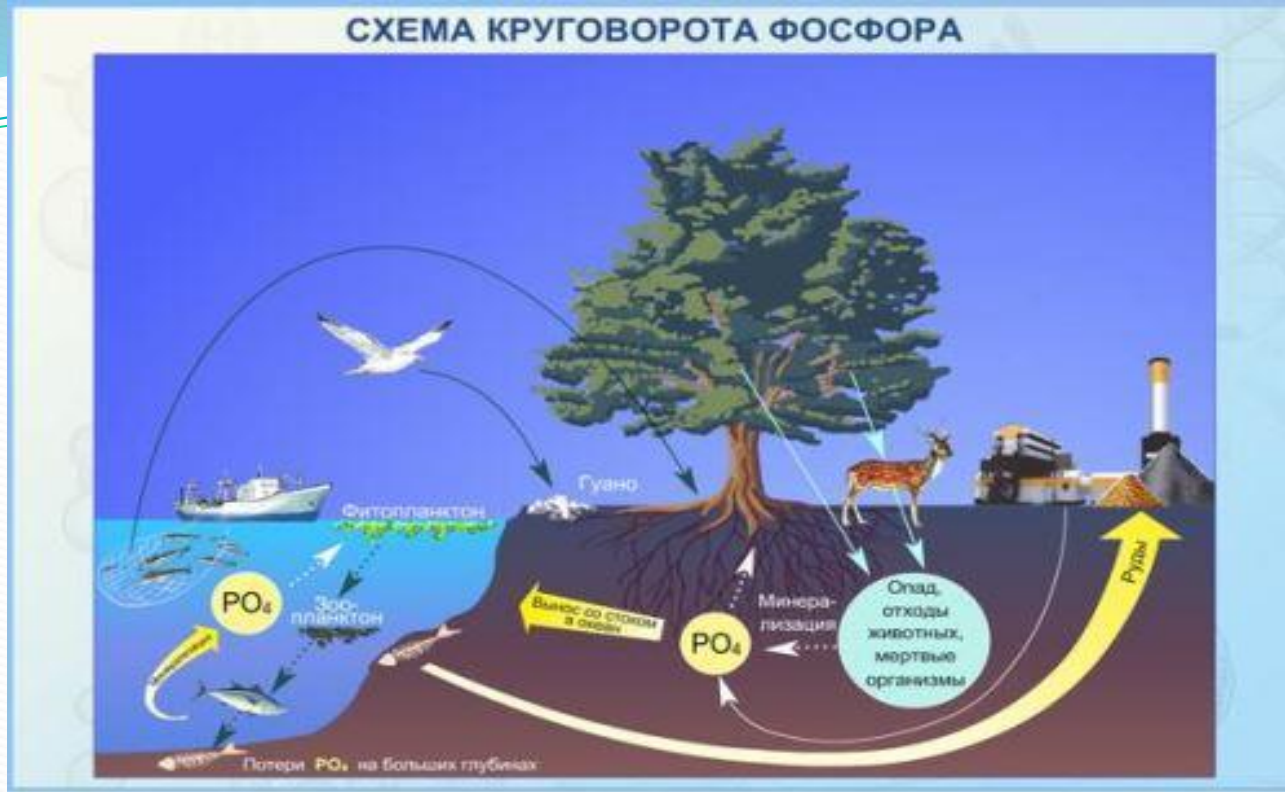 СХЕМА КРУГОВОРОТА ФОСФОРА
Гуано
Фитопланктон
PO₄
Зоо-
планктон
Вынос со стоком
в океан
Минера-
лизация
PO₄
Опад,
отходы
животных,
мертвые
организмы
Руды
Потери PO₄ на больших глубинах